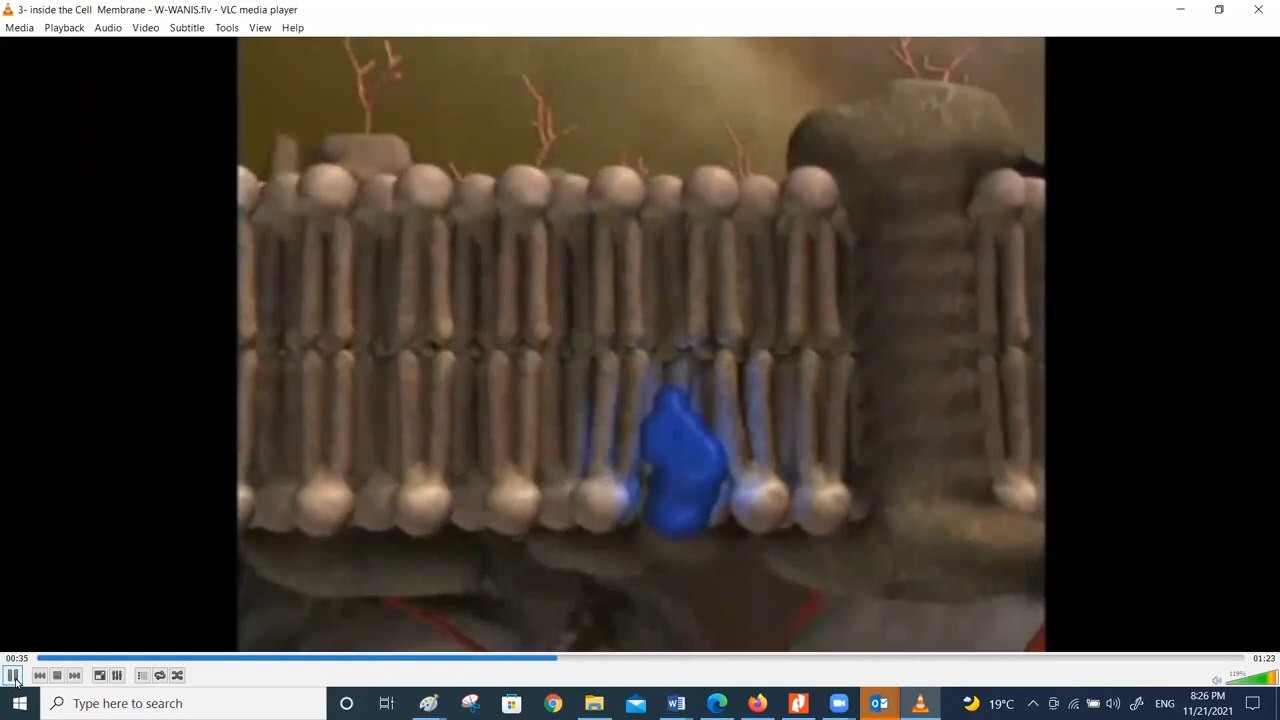 3- inside the Cell  Membrane - W-WANIS.flv - VLC media player
Media Playback Audio Video Subtitle Tools View Help
00:35 01:23
119%
Type here to search
19°C ENG 8:26 PM
11/21/2021